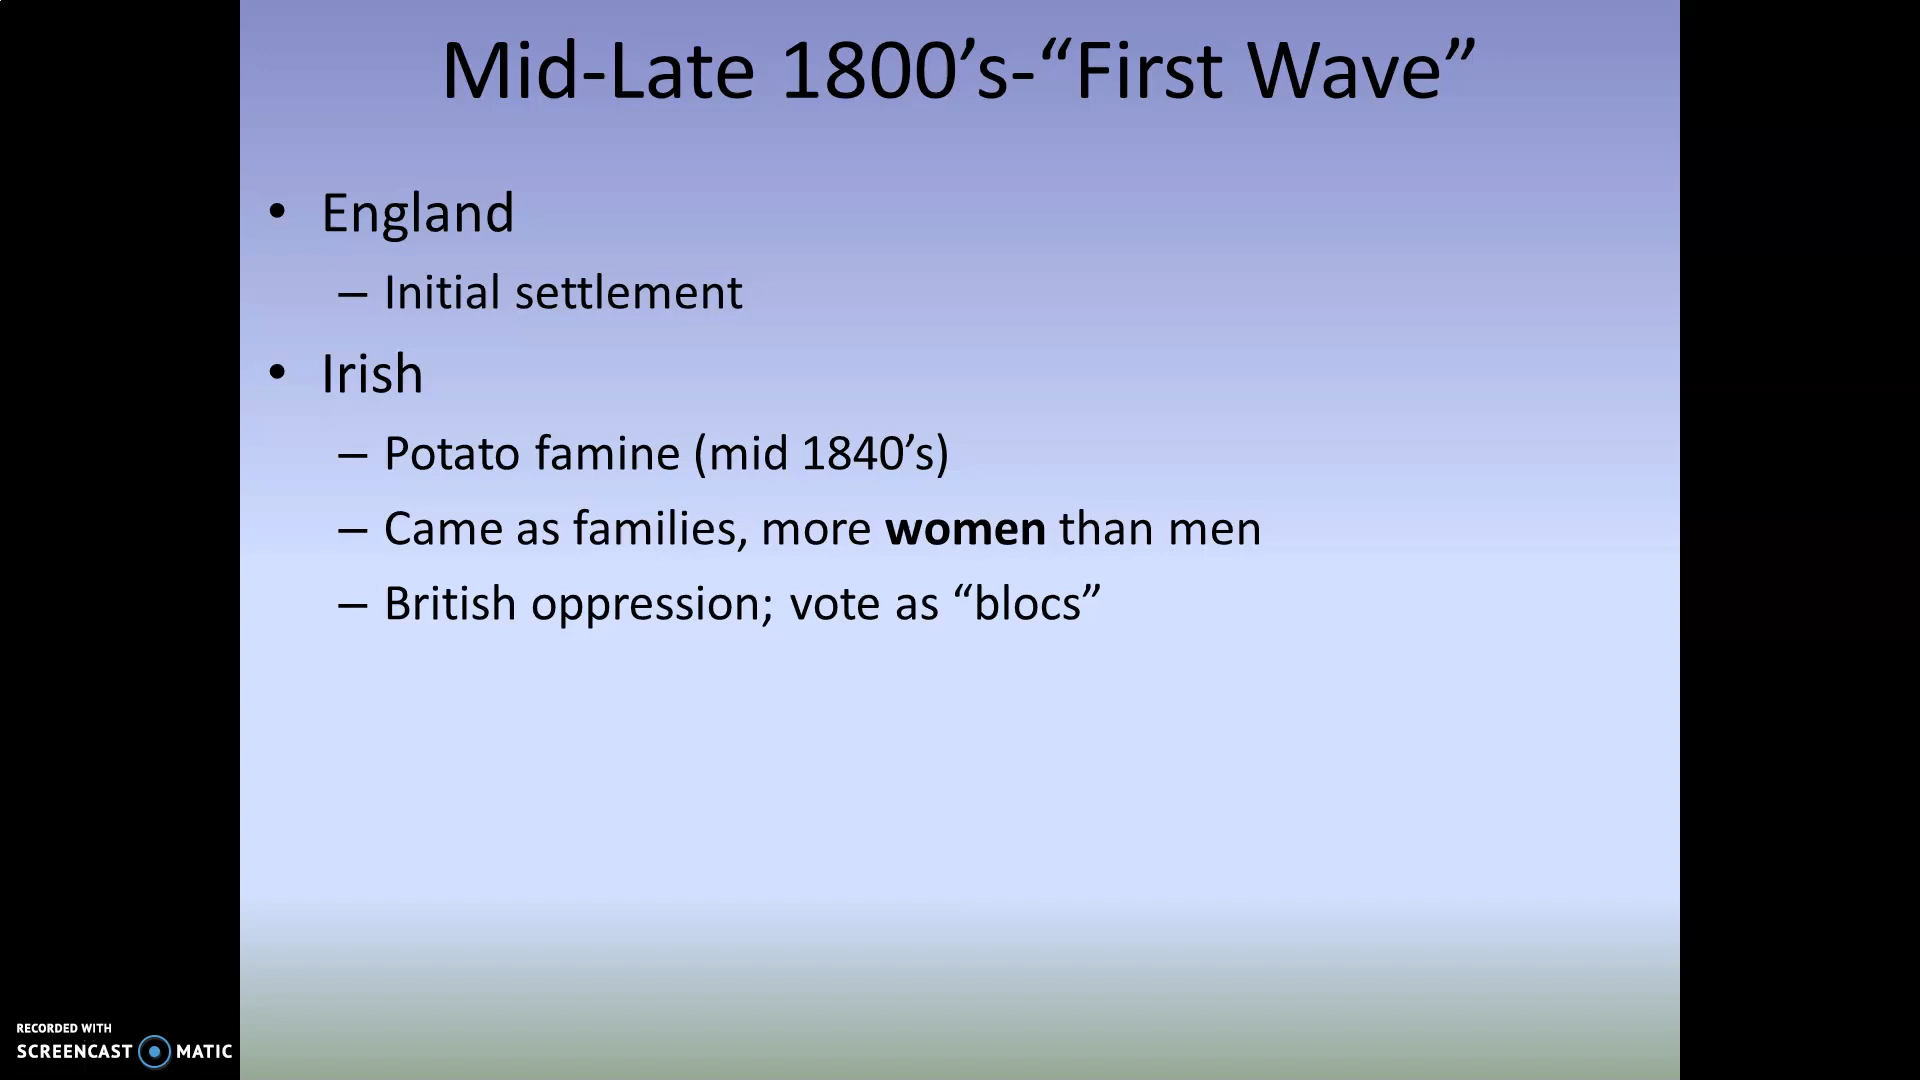 Mid-Late 1800’s-“First Wave”
• England
– Initial settlement
• Irish
– Potato famine (mid 1840’s)
– Came as families, more women than men
– British oppression; vote as “blocs”
RECORDED WITH
SCREENCAST MATIC